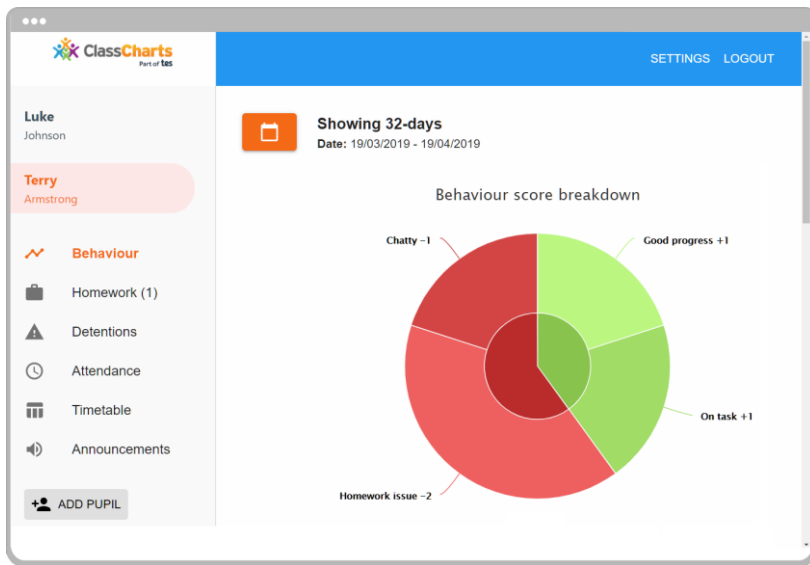 ClassCharts
Part of tes
SETTINGS LOGOUT
Luke
Johnson
Terry
Armstrong
Behaviour
Homework (1)
Detentions
Attendance
Timetable
Announcements
ADD PUPIL
Showing 32-days
Date: 19/03/2019 - 19/04/2019
Behaviour score breakdown
Chatty −1
Good progress +1
On task +1
Homework issue −2